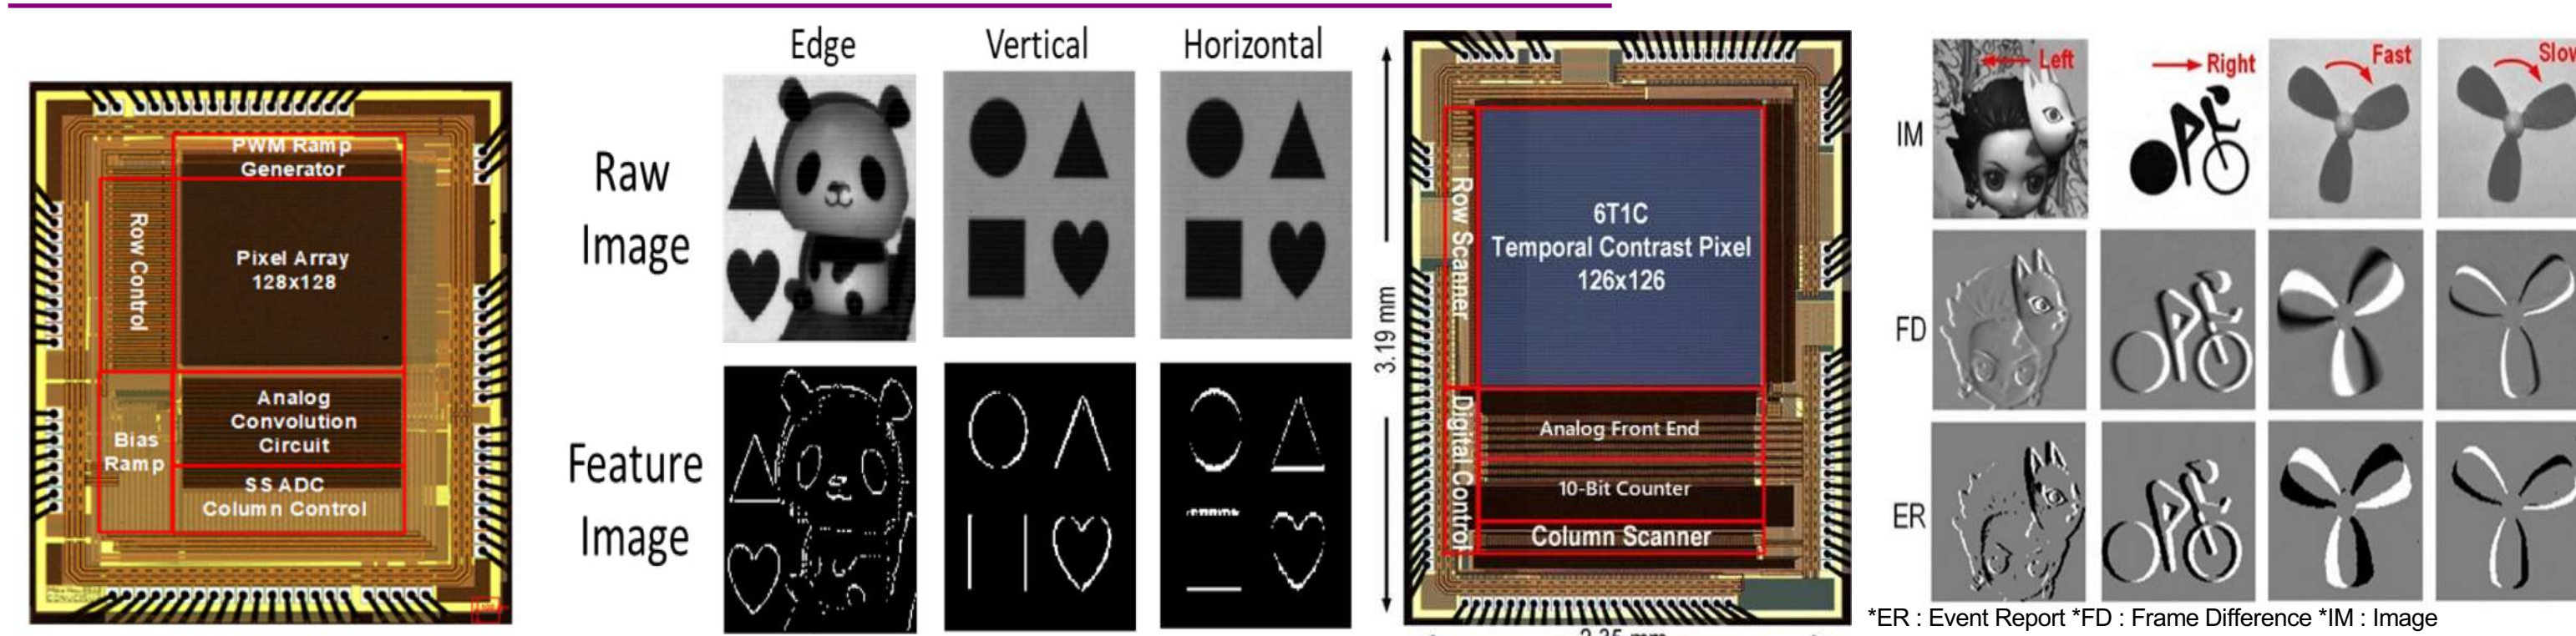 PWM Ramp
Generator
Row Control
Pixel Array
128x128
Analog
Convolution
Circuit
Bias
Ramp
SS ADC
Column Control
Edge
Vertical
Horizontal
Raw
Image
Feature
Image
3.19 mm
Row Scanner
6T1C
Temporal Contrast Pixel
126x126
Digital Control
Analog Front End
10-Bit Counter
Column Scanner
Left
Right
Fast
Slow
IM
FD
ER
*ER : Event Report *FD : Frame Difference *IM : Image